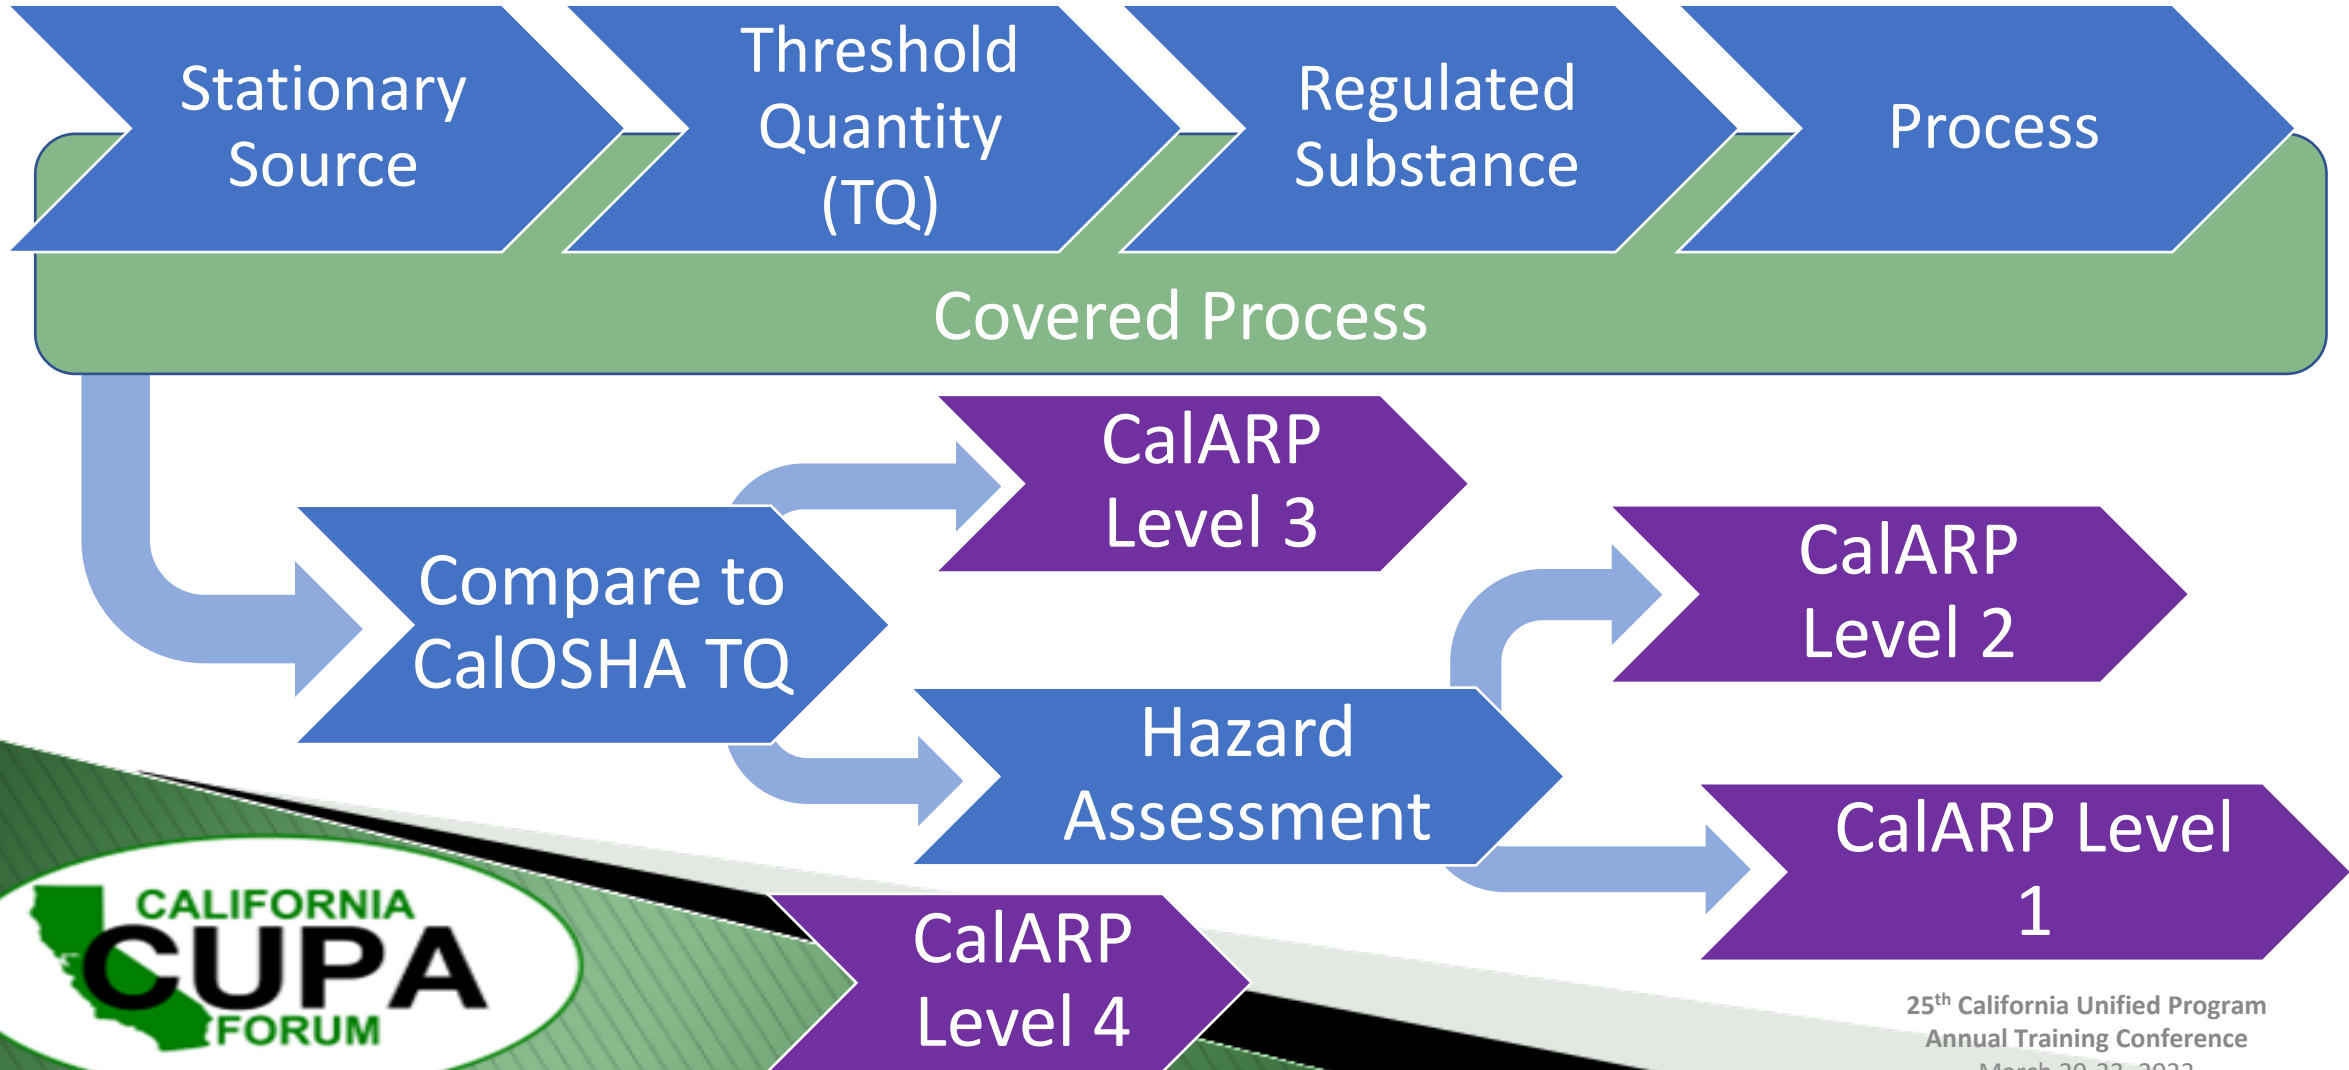 Stationary
Source
Threshold
Quantity
(TQ)
Regulated
Substance
Process
Covered Process
CalARP
Level 3
Compare to
CalOSHA TQ
CalARP
Level 2
Hazard
Assessment
CalARP Level
1
CalARP
Level 4
CALIFORNIA
CUPA
FORUM
25th California Unified Program
Annual Training Conference